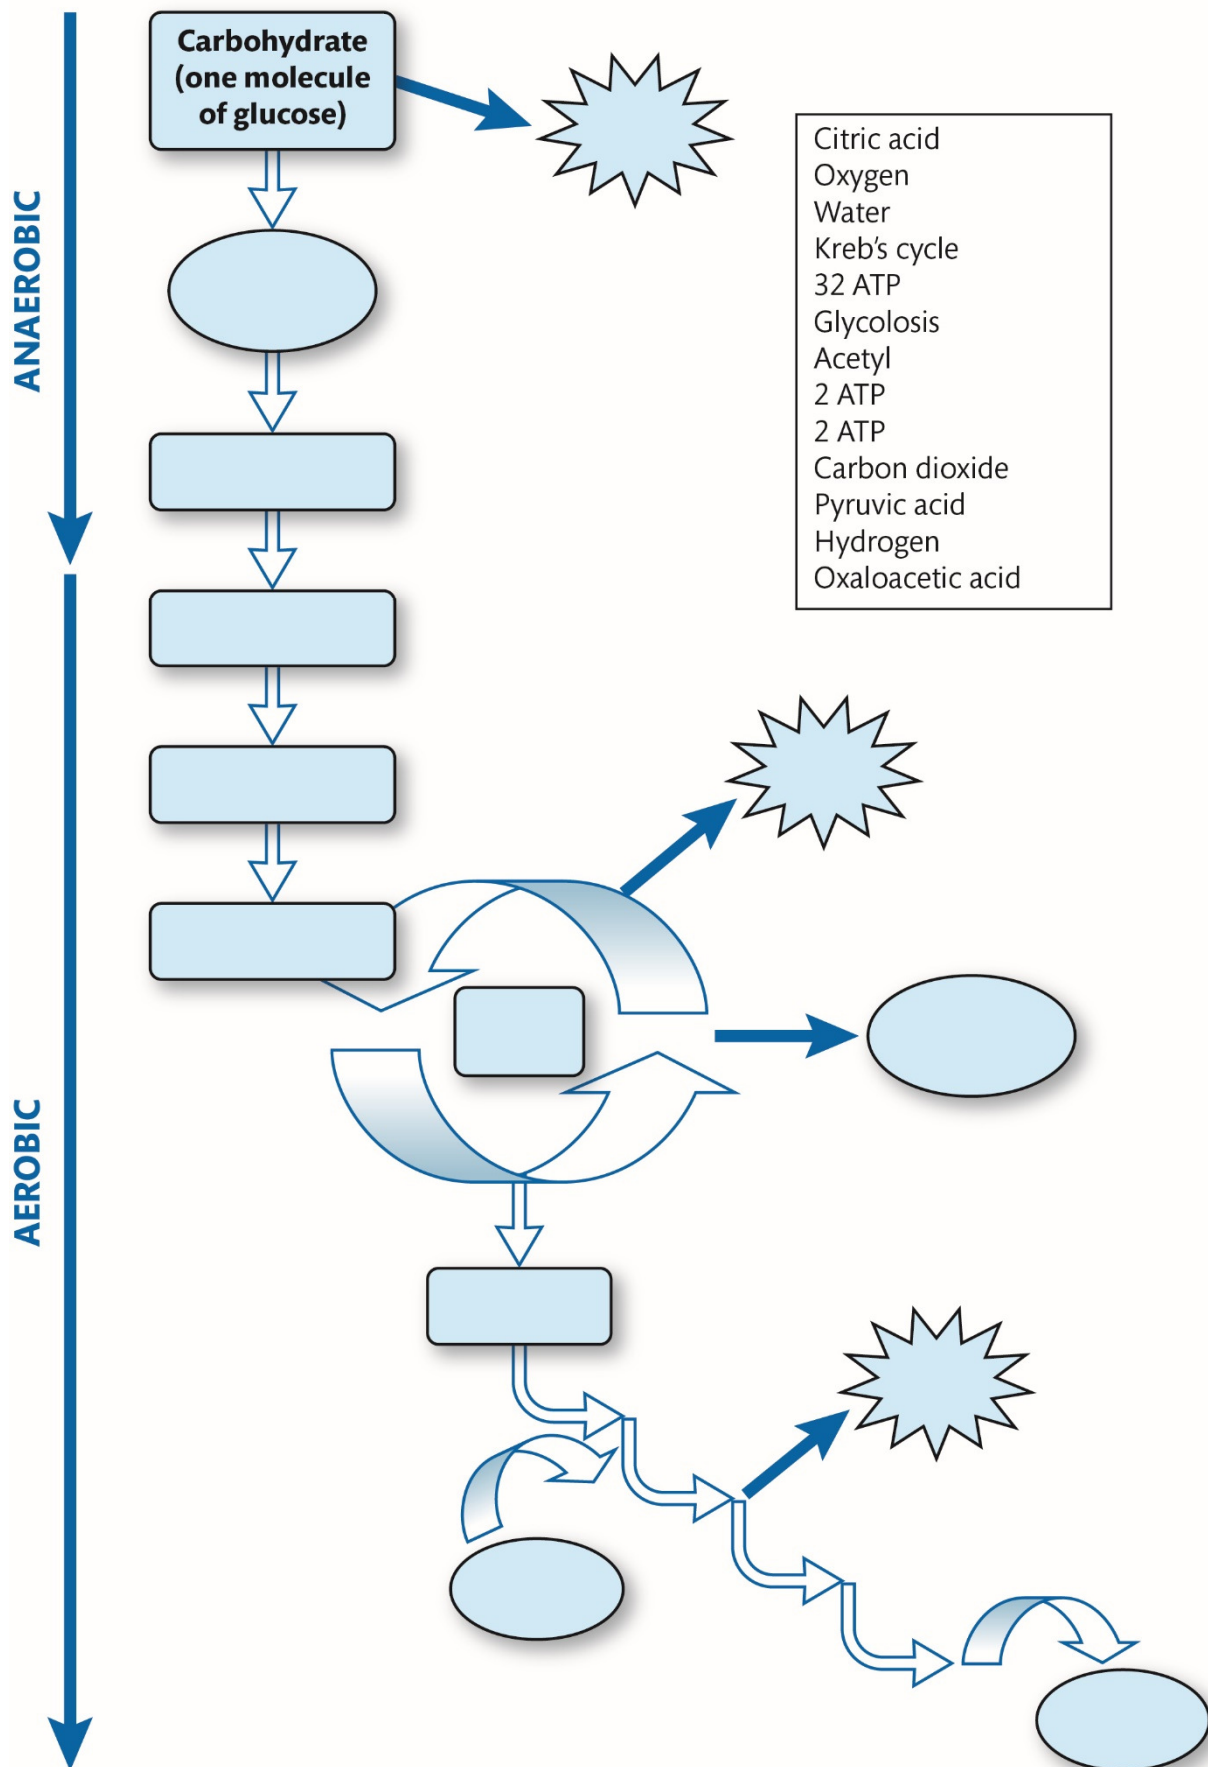 Carbohydrate
(one molecule
of glucose)
ANAEROBIC
Citric acid
Oxygen
Water
Kreb's cycle
32 ATP
Glycolosis
Acetyl
2 ATP
2 ATP
Carbon dioxide
Pyruvic acid
Hydrogen
Oxaloacetic acid
AEROBIC